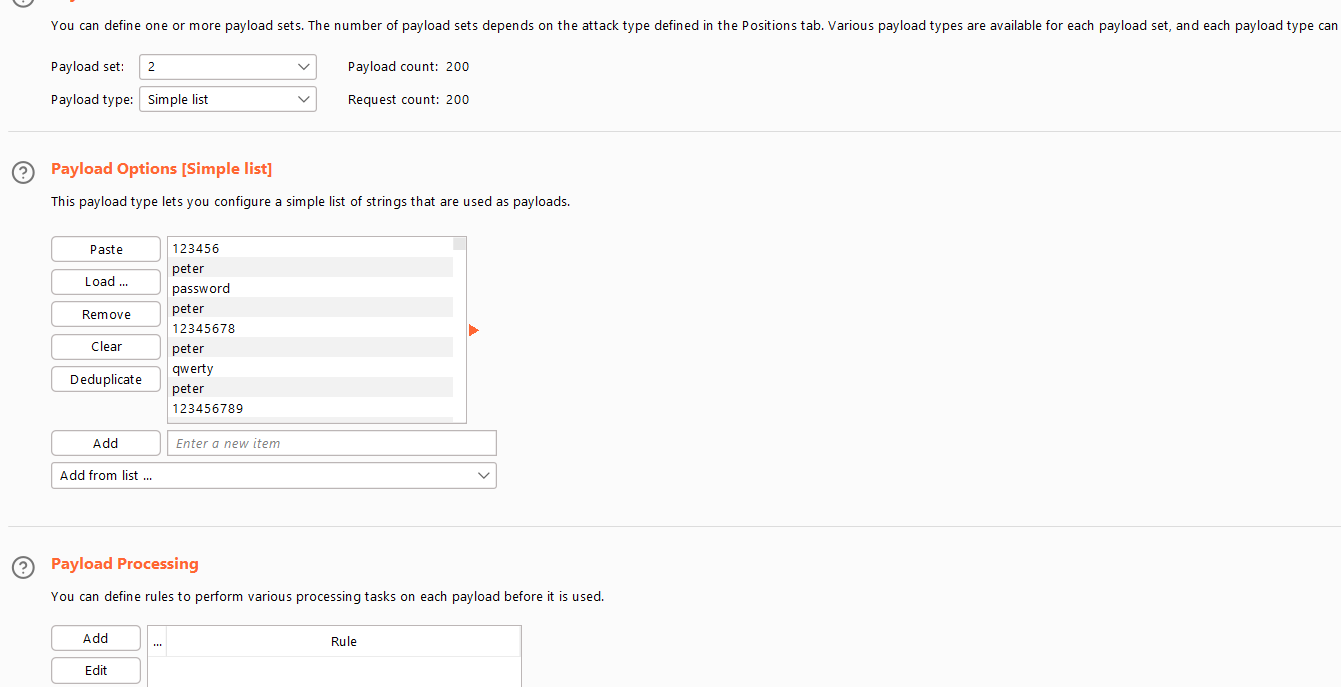 You can define one or more payload sets. The number of payload sets depends on the attack type defined in the Positions tab. Various payload types are available for each payload set, and each payload type can
Payload set: 2 Payload count: 200
Payload type: Simple list Request count: 200
? Payload Options [Simple list]
This payload type lets you configure a simple list of strings that are used as payloads.
Paste
Load ...
Remove
Clear
Deduplicate
123456
peter
password
peter
12345678
peter
qwerty
peter
123456789
Add Enter a new item
Add from list ...
? Payload Processing
You can define rules to perform various processing tasks on each payload before it is used.
Add
Edit
... Rule